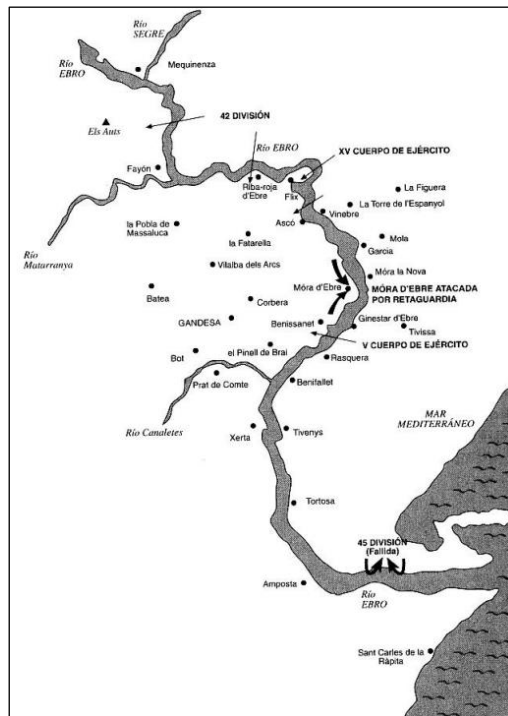 Río
SEGRE
Río
EBRO
Mequinenza
Els Auts
42 DIVISIÓN
Río EBRO
XV CUERPO DE EJÉRCITO
Fayón
Riba-roja
d'Ebre
Flix
La Figuera
La Torre de l'Espanyol
Vinebre
Ascó
la Pobla de
Massaluca
la Fatarella
Mola
Garcia
Río
Matarranya
Vilalba dels Arcs
Móra la Nova
Batea
Móra d'Ebre
MÓRA D'EBRE ATACADA
POR RETAGUARDIA
Corbera
GANDESA
Benissanet
Ginestar d'Ebre
Tivissa
V CUERPO DE EJÉRCITO
Bot
el Pinell de Brai
Rasquera
Prat de Comte
Benifallet
MAR
MEDITERRÁNEO
Río Canaletes
Xerta
Tivenys
Tortosa
45 DIVISIÓN
(Fallida)
Amposta
Río
EBRO
Sant Carles de la
Ràpita